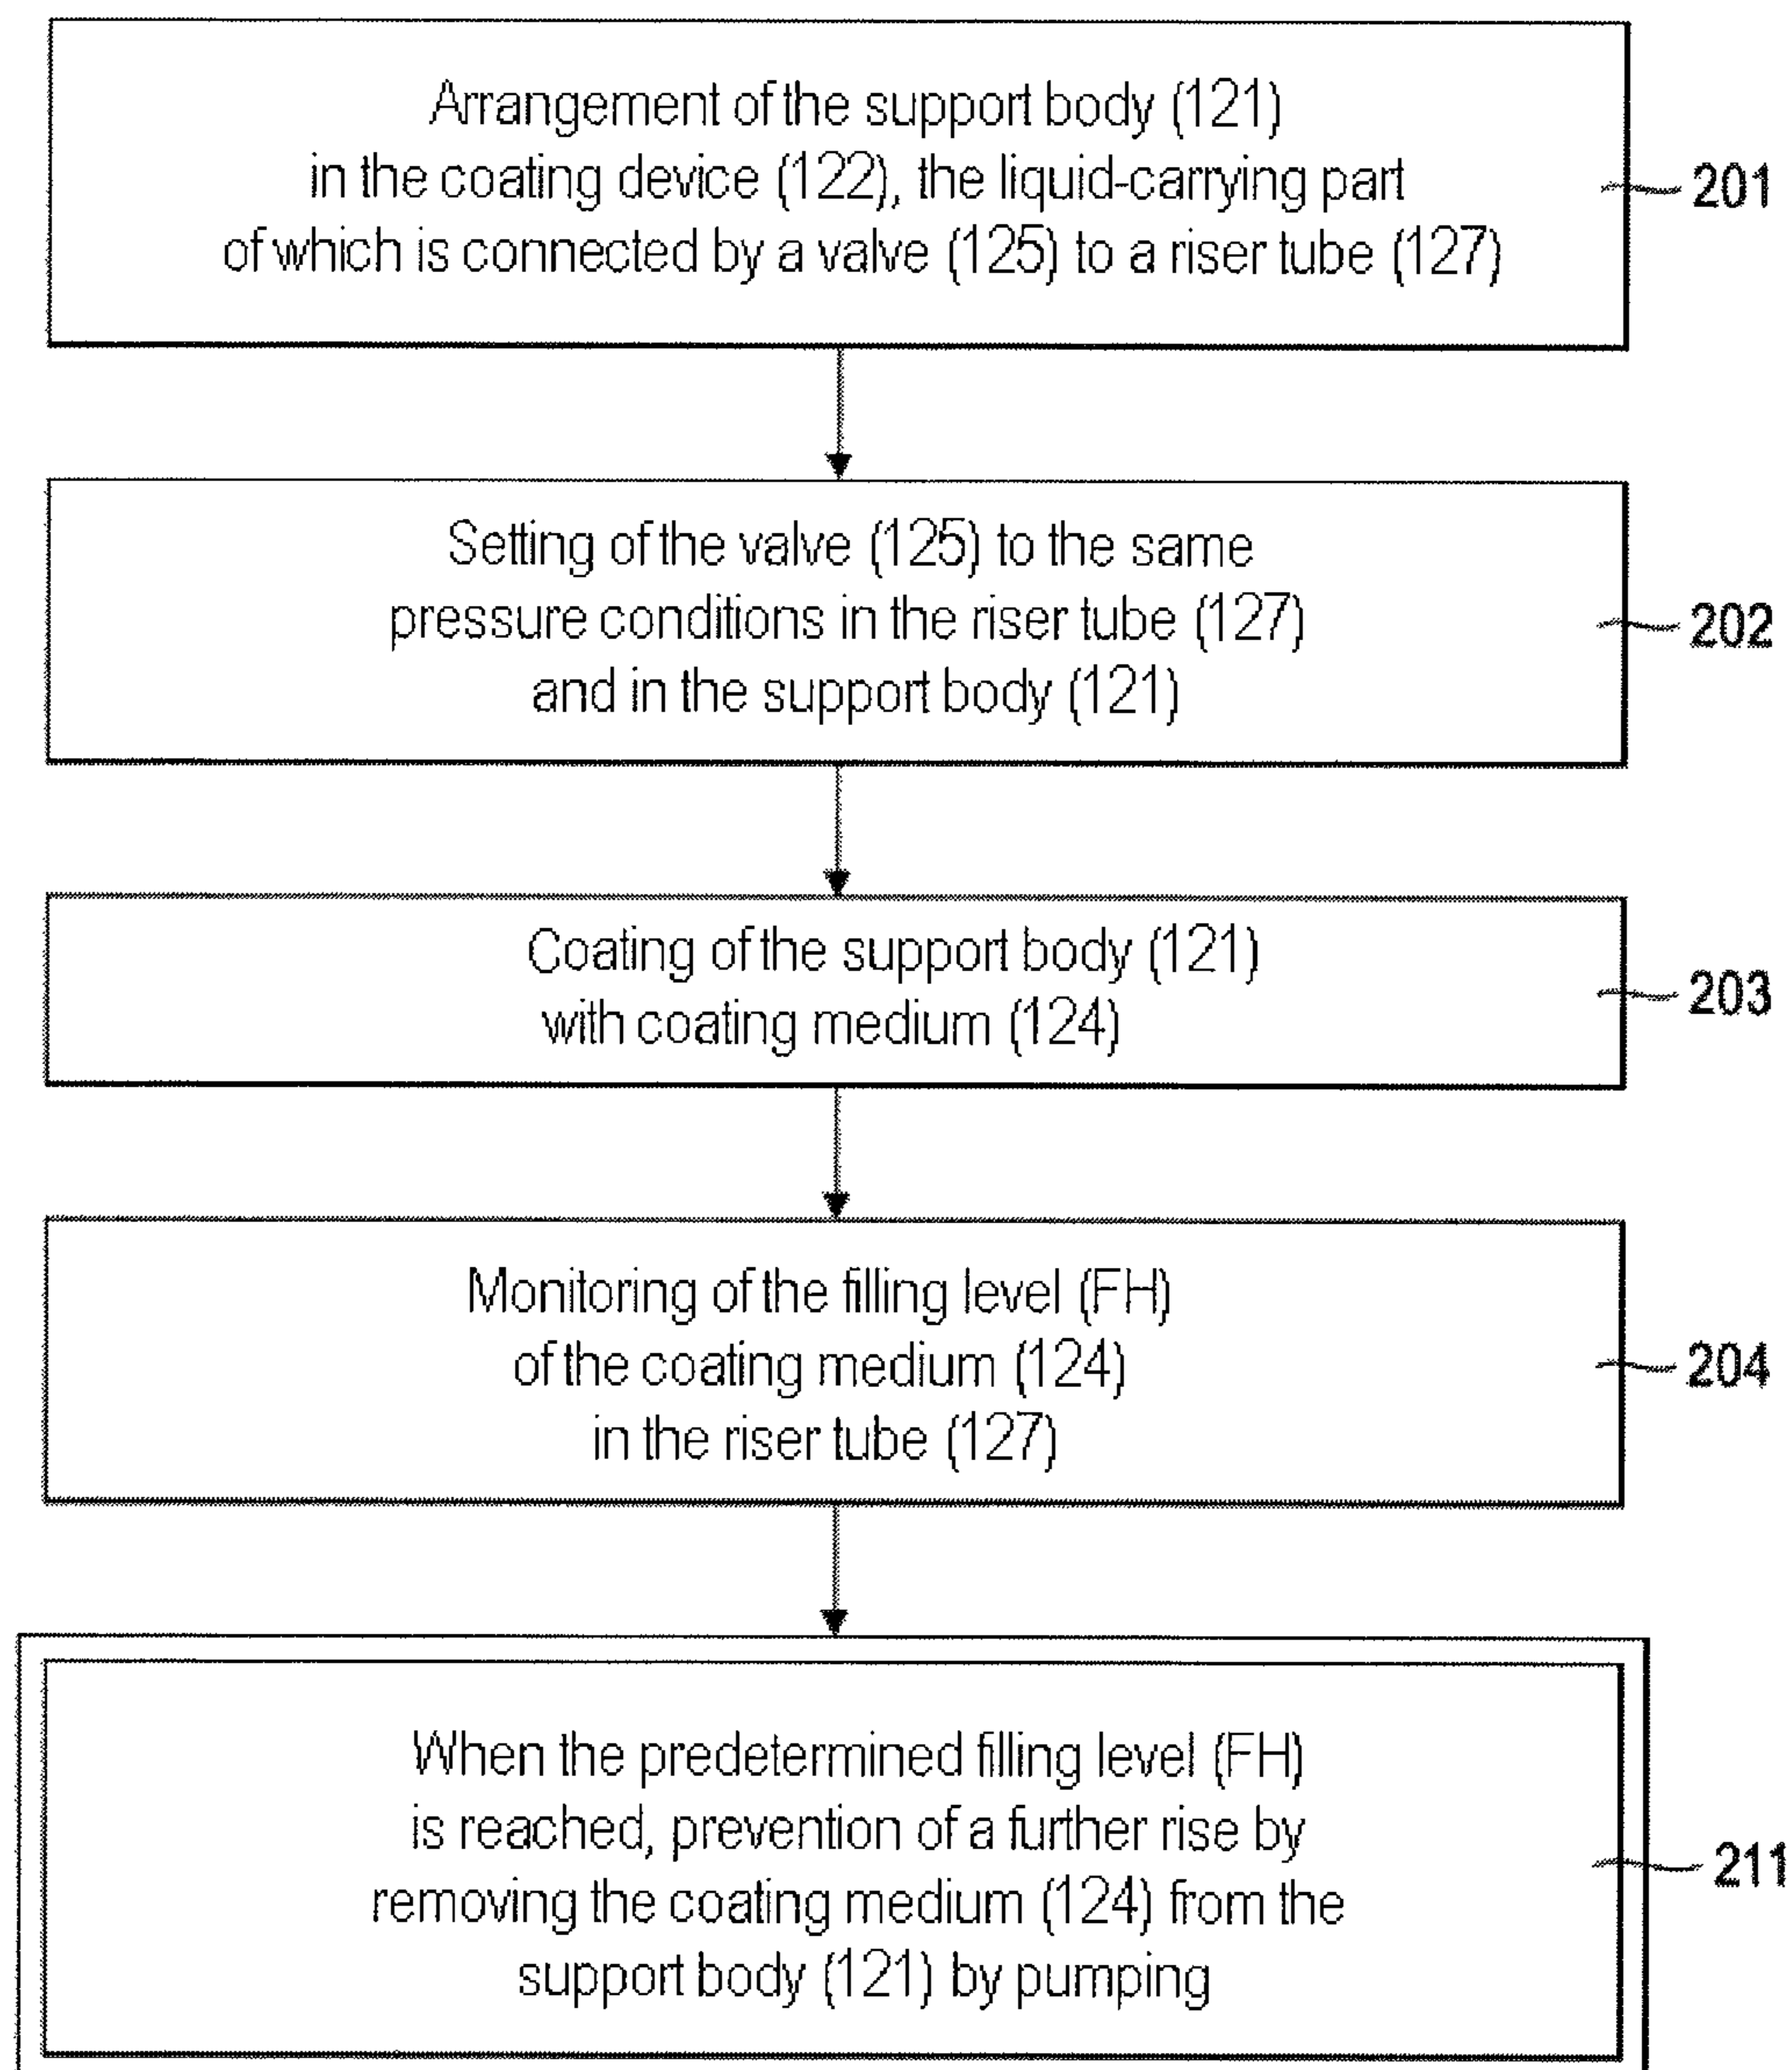 Arrangement of the support body (121)
in the coating device (122), the liquid-carrying part
of which is connected by a valve (125) to a riser tube (127)
201
Setting of the valve (125) to the same
pressure conditions in the riser tube (127)
and in the support body (121)
202
Coating of the support body (121)
with coating medium (124)
203
Monitoring of the filling level (FH)
of the coating medium (124)
in the riser tube (127)
204
When the predetermined filling level (FH)
is reached, prevention of a further rise by
removing the coating medium (124) from the
support body (121) by pumping
211